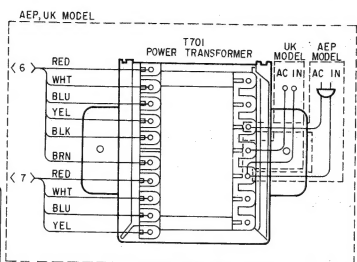 AEP, UK MODEL
T701
POWER TRANSFORMER
UK MODEL
AEP MODEL
AC IN
AC IN
6
RED
WHT
BLU
YEL
BLK
BRN
7
RED
WHT
BLU
YEL